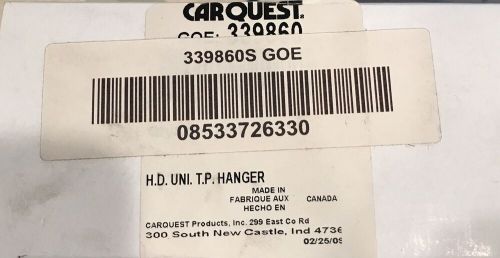 CARQUEST®
GOE: 339860
339860S GOE
08533726330
H.D. UNI. T.P. HANGER
MADE IN
FABRIQUE AUX CANADA
HECHO EN
CARQUEST Products, Inc. 299 East Co Rd
300 South New Castle, Ind 4736
02/25/09